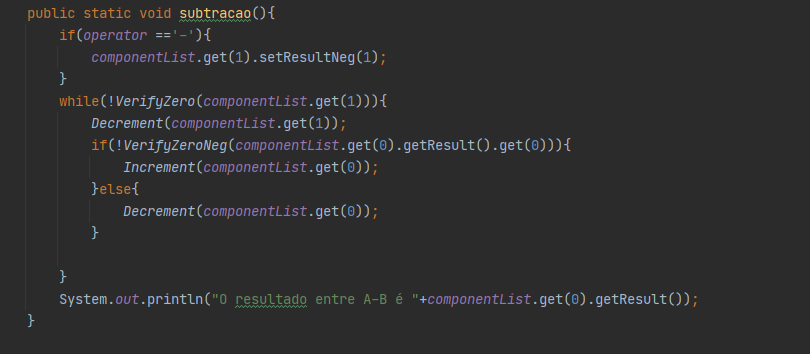 public static void subtracao(){
if(operator =='-'){
componentList.get(1).setResultNeg(1);
}
while(!VerifyZero(componentList.get(1))){
Decrement(componentList.get(1));
if(!VerifyZeroNeg(componentList.get(0).getResult().get(0))){
Increment(componentList.get(0));
}else{
Decrement(componentList.get(0));
}
}
System.out.println("O resultado entre A-B é "+componentList.get(0).getResult());
}